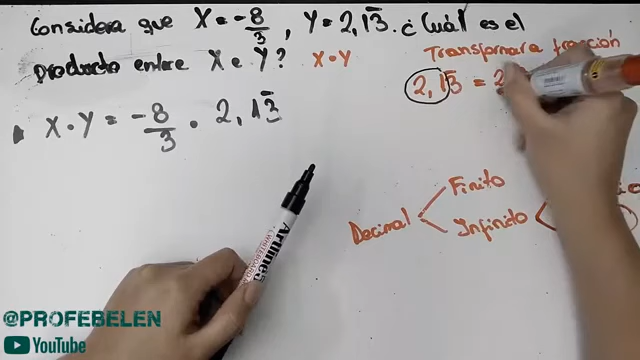 Considera que X = -8/3 , Y = 2,13̅ . ¿Cuál es el
producto entre X e Y? X · Y
Transformar a fracción
2,13̅ = 2
X · Y = -8/3 · 2,13̅
Finito
Decimal
Infinito
Artline
WHITEBOARD
@PROFEBELEN
YouTube